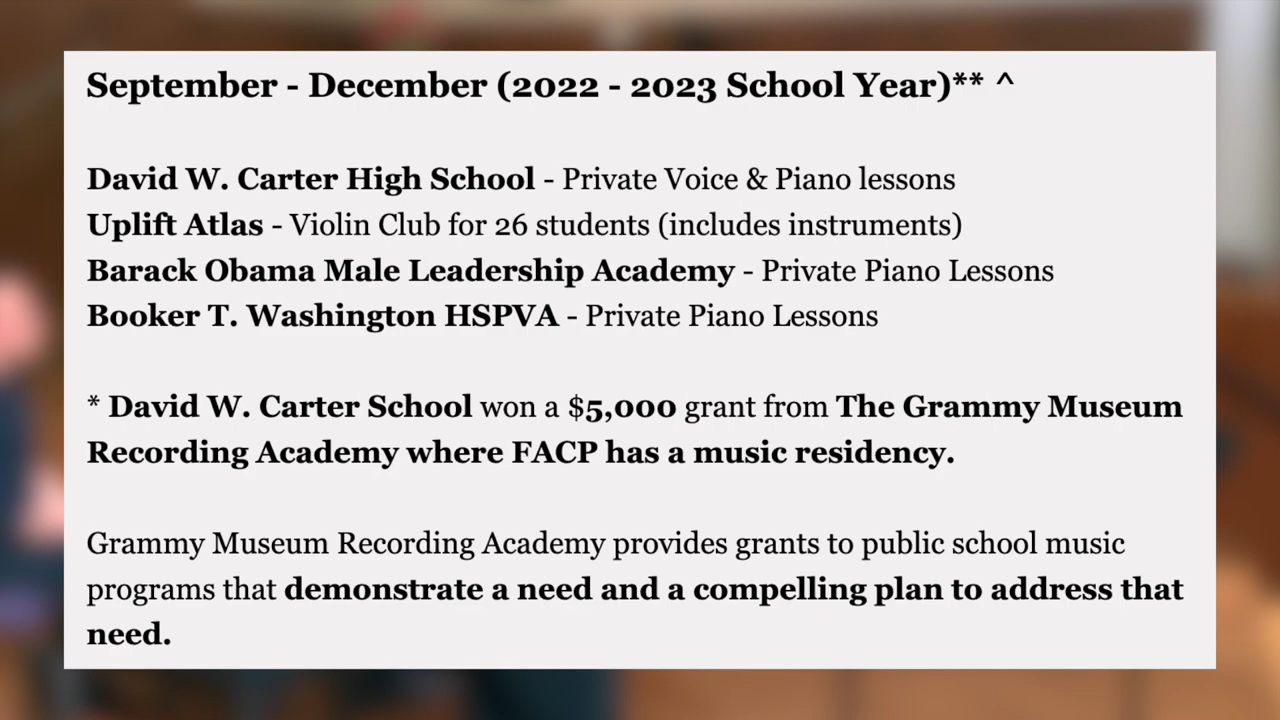 September - December (2022 - 2023 School Year)** ^
David W. Carter High School - Private Voice & Piano lessons
Uplift Atlas - Violin Club for 26 students (includes instruments)
Barack Obama Male Leadership Academy - Private Piano Lessons
Booker T. Washington HSPVA - Private Piano Lessons
* David W. Carter School won a $5,000 grant from The Grammy Museum
Recording Academy where FACP has a music residency.
Grammy Museum Recording Academy provides grants to public school music
programs that demonstrate a need and a compelling plan to address that
need.